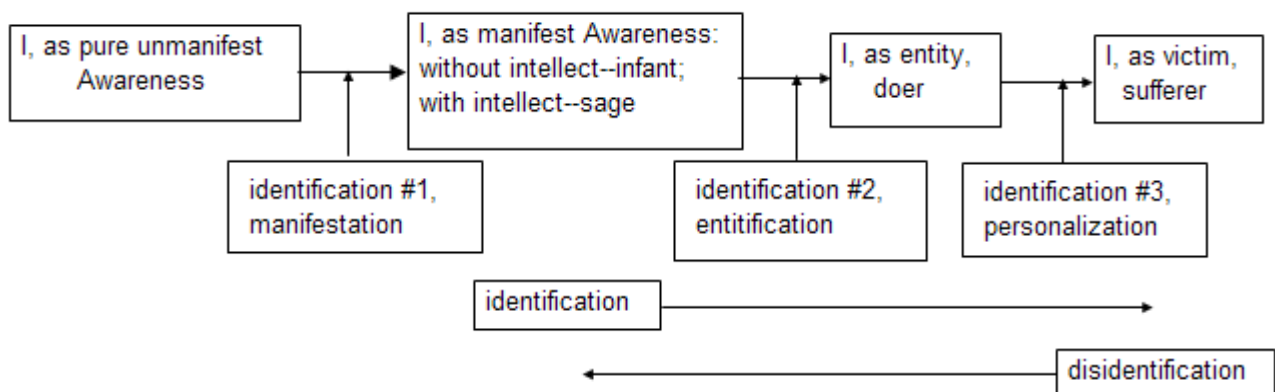 I, as pure unmanifest
Awareness
I, as manifest Awareness:
without intellect--infant;
with intellect--sage
I, as entity,
doer
I, as victim,
sufferer
identification #1,
manifestation
identification #2,
entitification
identification #3,
personalization
identification
disidentification